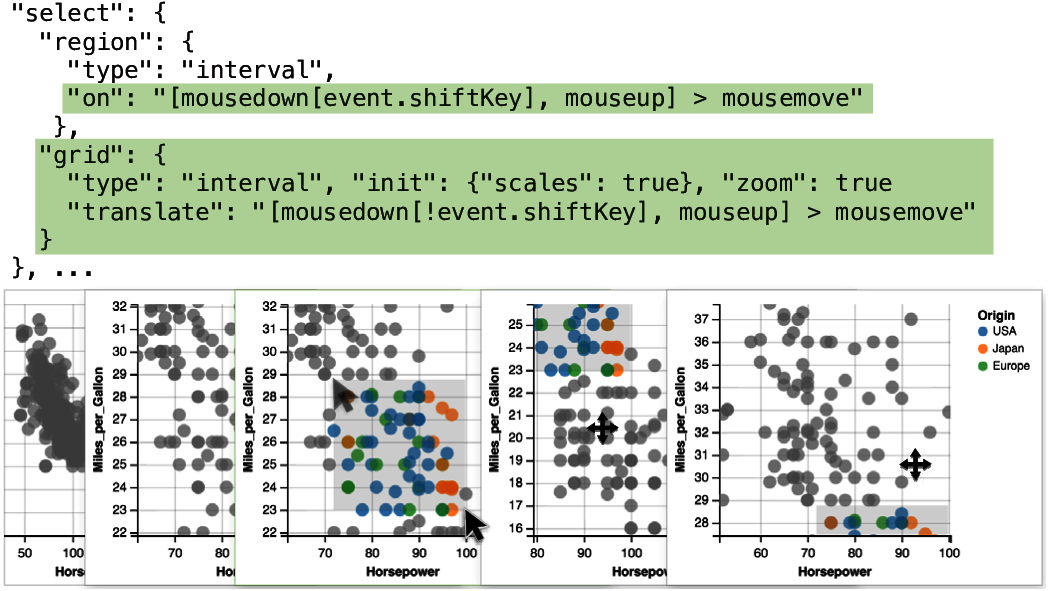 "select": {
"region": {
"type": "interval",
"on": "[mousedown[event.shiftKey], mouseup] > mousemove"
},
"grid": {
"type": "interval", "init": {"scales": true}, "zoom": true
"translate": "[mousedown[!event.shiftKey], mouseup] > mousemove"
}
}, ...
50 100
Hors
Miles_per_Gallon
32
31
30
29
28
27
26
25
24
23
22
70 80
Hor
Miles_per_Gallon
32
31
30
29
28
27
26
25
24
23
22
70 80 90 100
Horsepower
Miles_per_Gallon
25
24
23
22
21
20
19
18
17
16
80 90 100
Horsepow
Miles_per_Gallon
37
36
35
34
33
32
31
30
29
28
60 70 80 90 100
Horsepower
Origin
USA
Japan
Europe